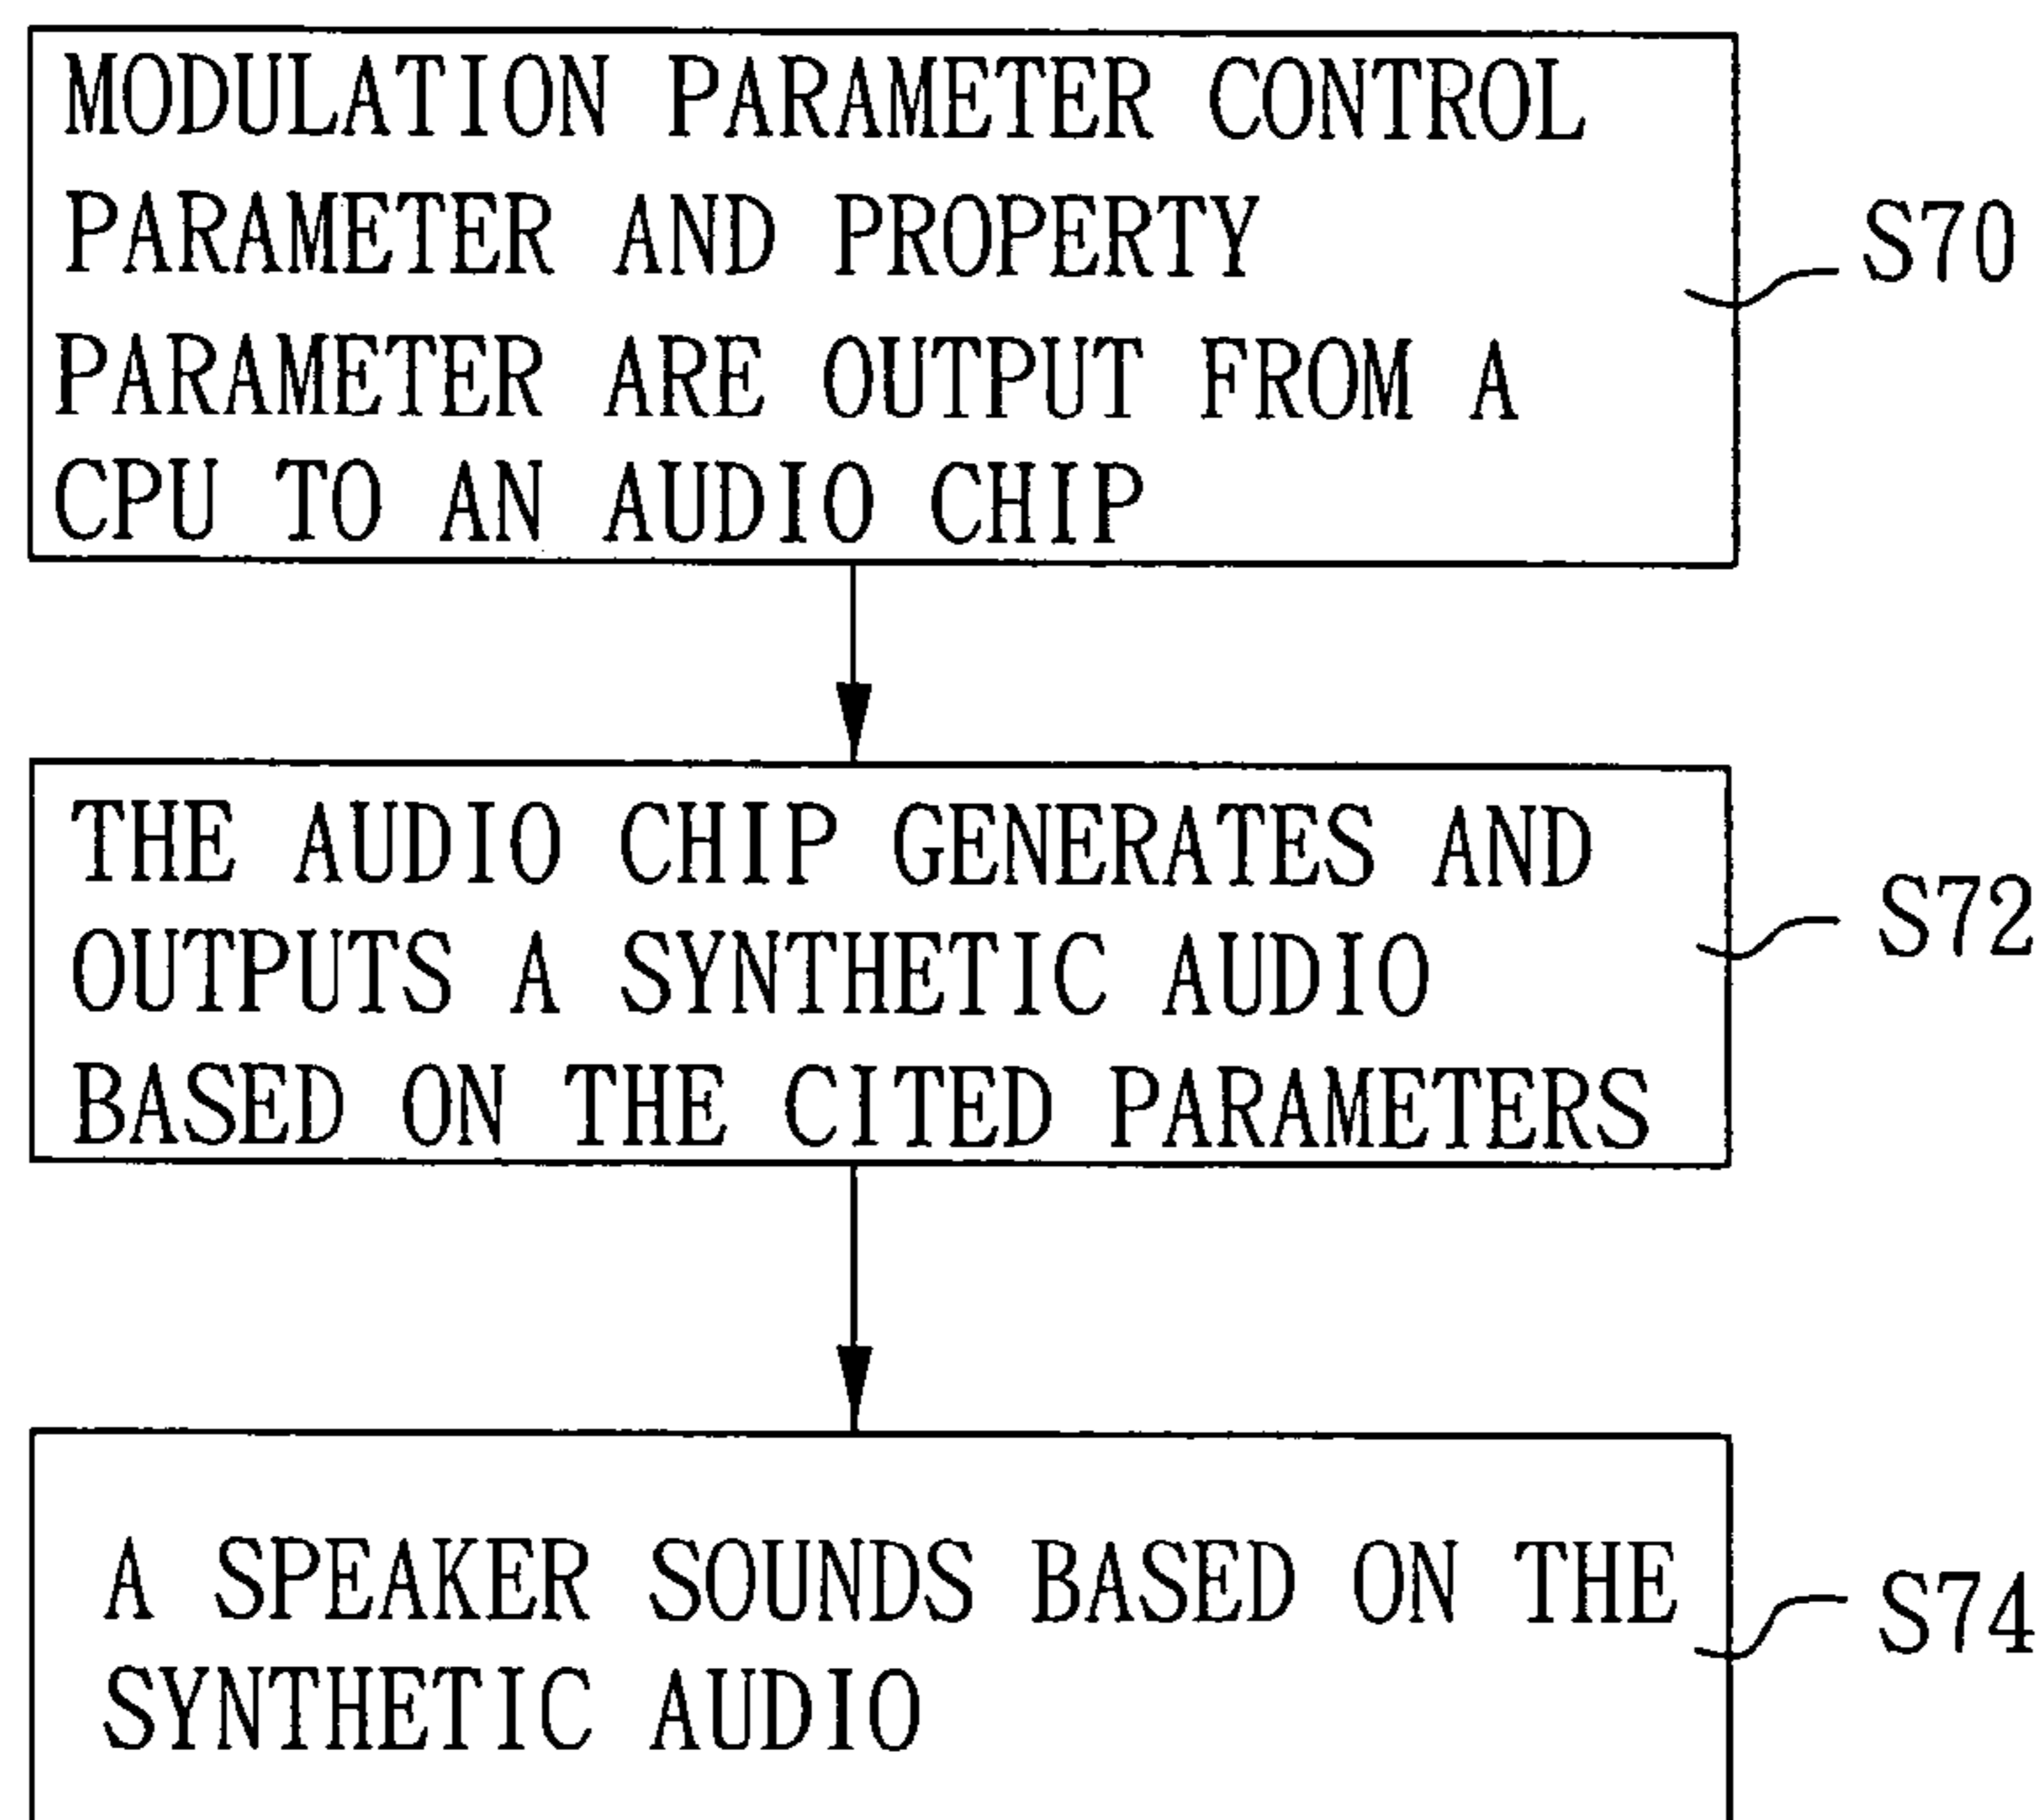 MODULATION PARAMETER CONTROL
PARAMETER AND PROPERTY
PARAMETER ARE OUTPUT FROM A
CPU TO AN AUDIO CHIP
S70
THE AUDIO CHIP GENERATES AND
OUTPUTS A SYNTHETIC AUDIO
BASED ON THE CITED PARAMETERS
S72
A SPEAKER SOUNDS BASED ON THE
SYNTHETIC AUDIO
S74